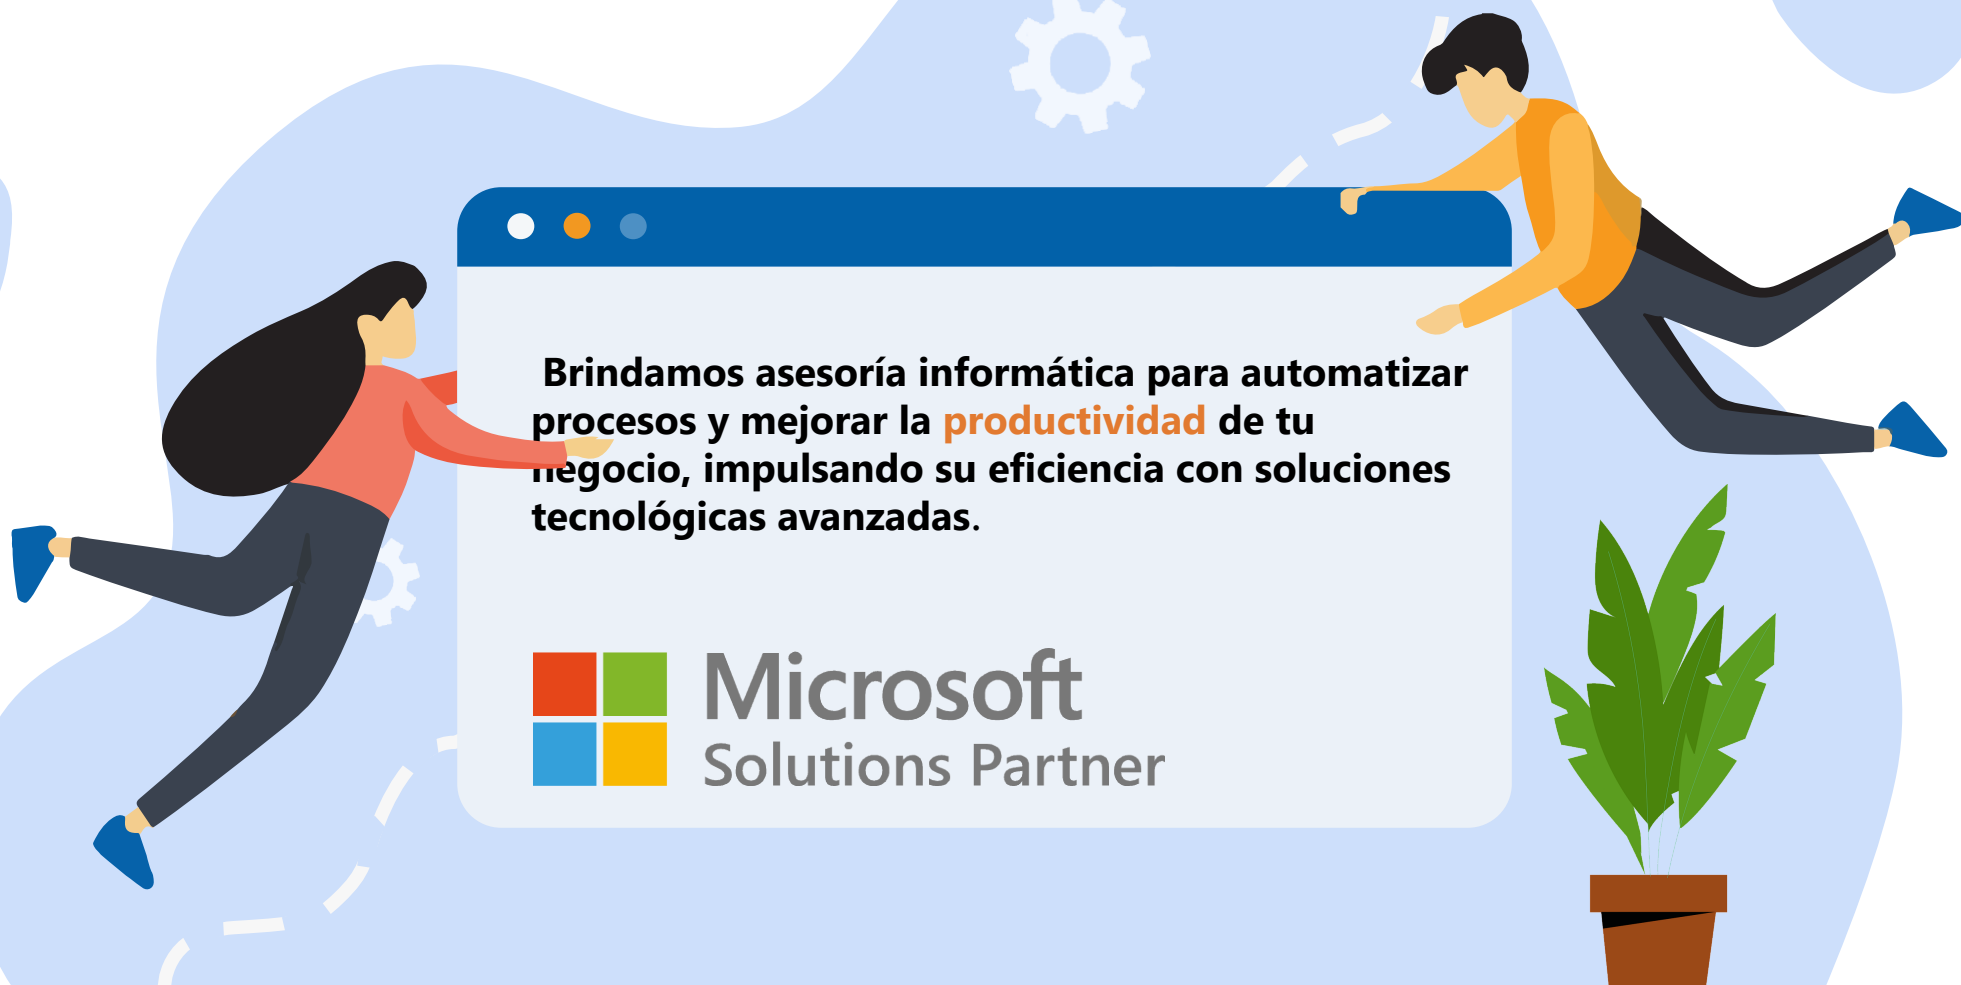 Brindamos asesoría informática para automatizar
procesos y mejorar la productividad de tu
negocio, impulsando su eficiencia con soluciones
tecnológicas avanzadas.
Microsoft
Solutions Partner